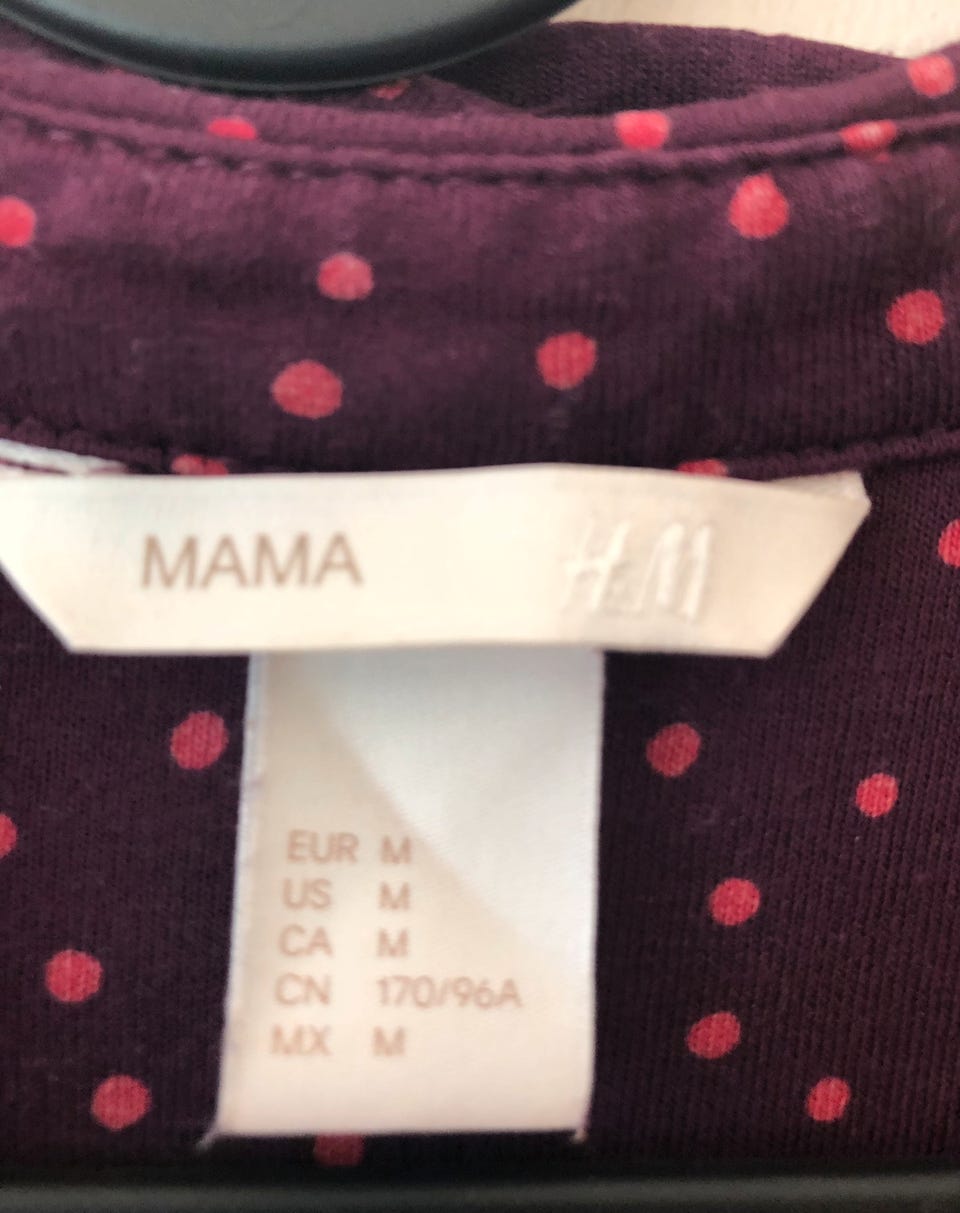 MAMA H&M
EUR M
US M
CA M
CN 170/96A
MX M